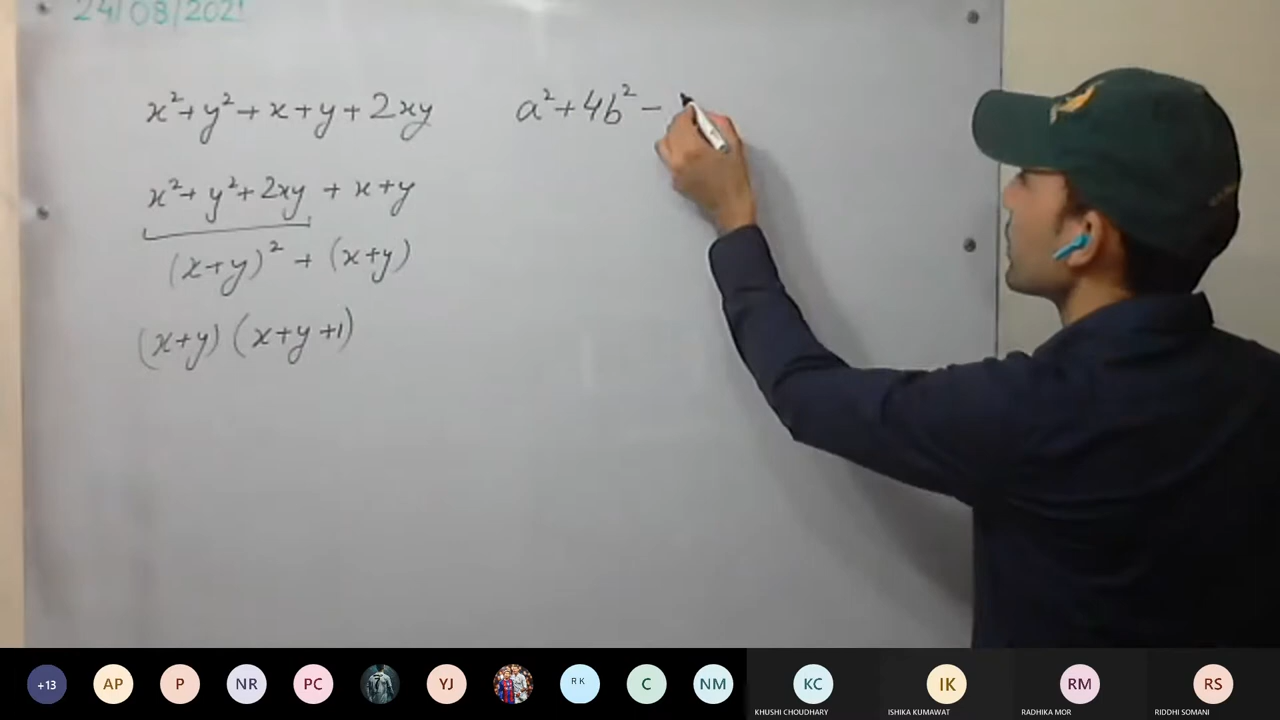 24/08/2021
x²+y²+x+y+2xy
x²+y²+2xy+x+y
(x+y)²+(x+y)
(x+y)(x+y+1)
a²+4b²-
+13 AP P NR PC YJ RK C NM KC IK RM RS
KHUSHI CHOUDHARY ISHIKA KUMAWAT RADHIKA MOR RIDDHI SOMANI